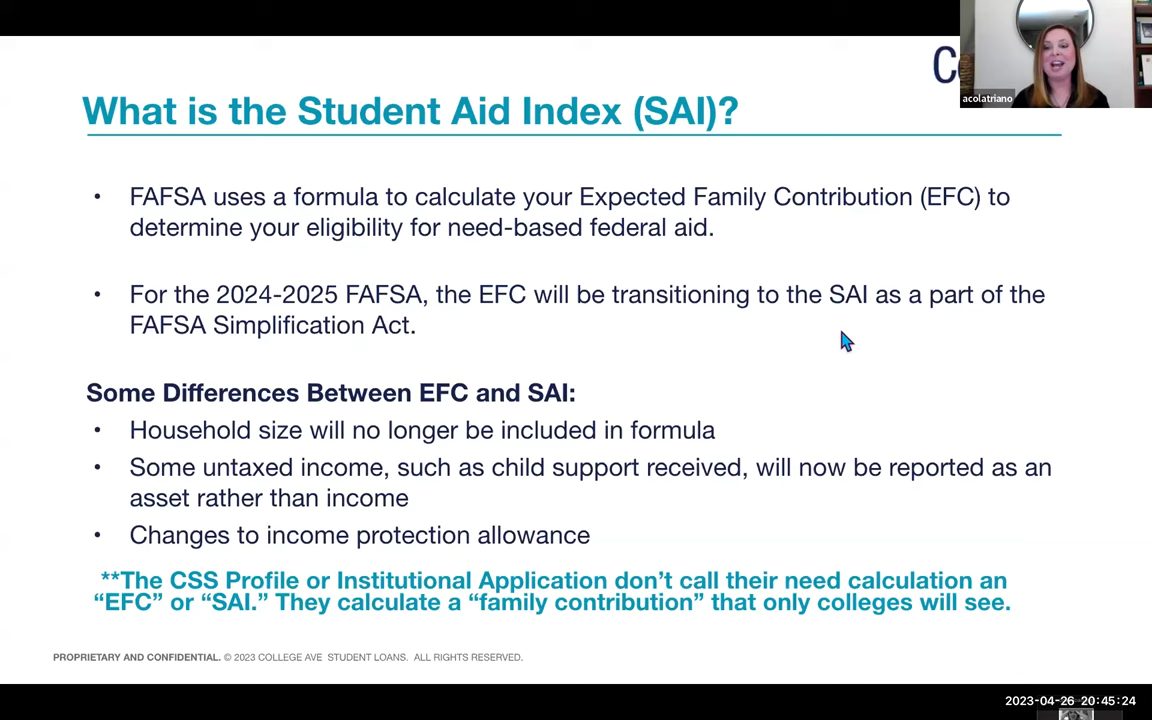 acolatriano
What is the Student Aid Index (SAI)?
• FAFSA uses a formula to calculate your Expected Family Contribution (EFC) to
determine your eligibility for need-based federal aid.
• For the 2024-2025 FAFSA, the EFC will be transitioning to the SAI as a part of the
FAFSA Simplification Act.
Some Differences Between EFC and SAI:
• Household size will no longer be included in formula
• Some untaxed income, such as child support received, will now be reported as an
asset rather than income
• Changes to income protection allowance
**The CSS Profile or Institutional Application don’t call their need calculation an
“EFC” or “SAI.” They calculate a “family contribution” that only colleges will see.
PROPRIETARY AND CONFIDENTIAL. © 2023 COLLEGE AVE STUDENT LOANS. ALL RIGHTS RESERVED.
2023-04-26 20:45:24